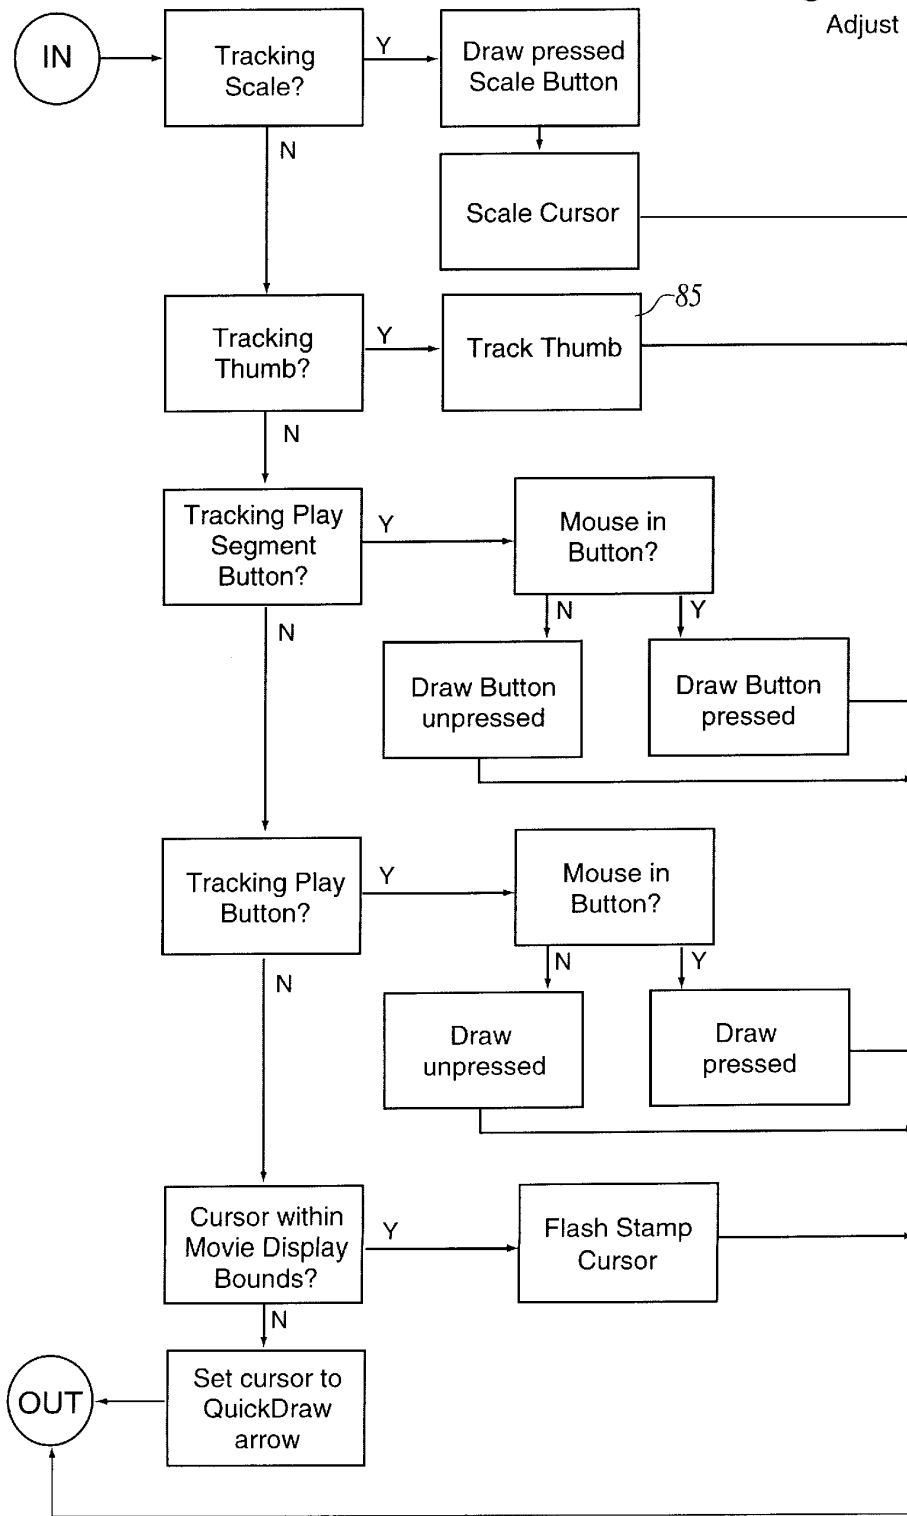 Adjust
IN
Tracking
Scale?
Y
Draw pressed
Scale Button
N
Scale Cursor
85
Tracking
Thumb?
Y
Track Thumb
N
Tracking Play
Segment
Button?
Y
Mouse in
Button?
N
N
Y
Draw Button
unpressed
Draw Button
pressed
Tracking Play
Button?
Y
Mouse in
Button?
N
N
Y
Draw
unpressed
Draw
pressed
Cursor within
Movie Display
Bounds?
Y
Flash Stamp
Cursor
N
OUT
Set cursor to
QuickDraw
arrow